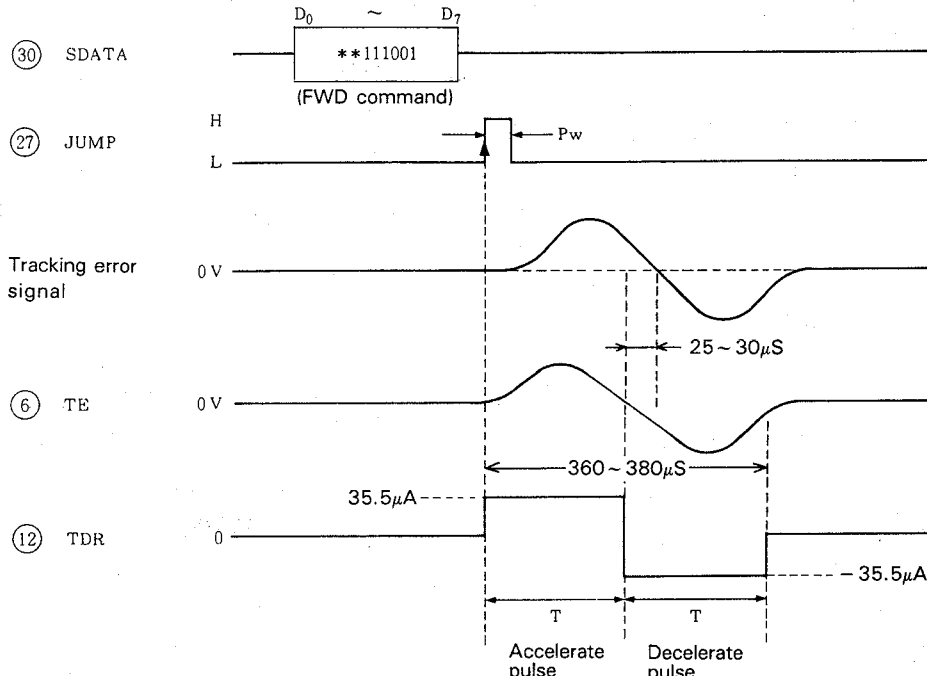 D₀ ~ D₇
㉚ SDATA **111001
(FWD command)
H
㉗ JUMP Pw
L
Tracking error
signal
0 V
25~30μS
⑥ TE 0 V
360~380μS
35.5μA
⑫ TDR 0
− 35.5μA
T T
Accelerate
pulse
Decelerate
pulse